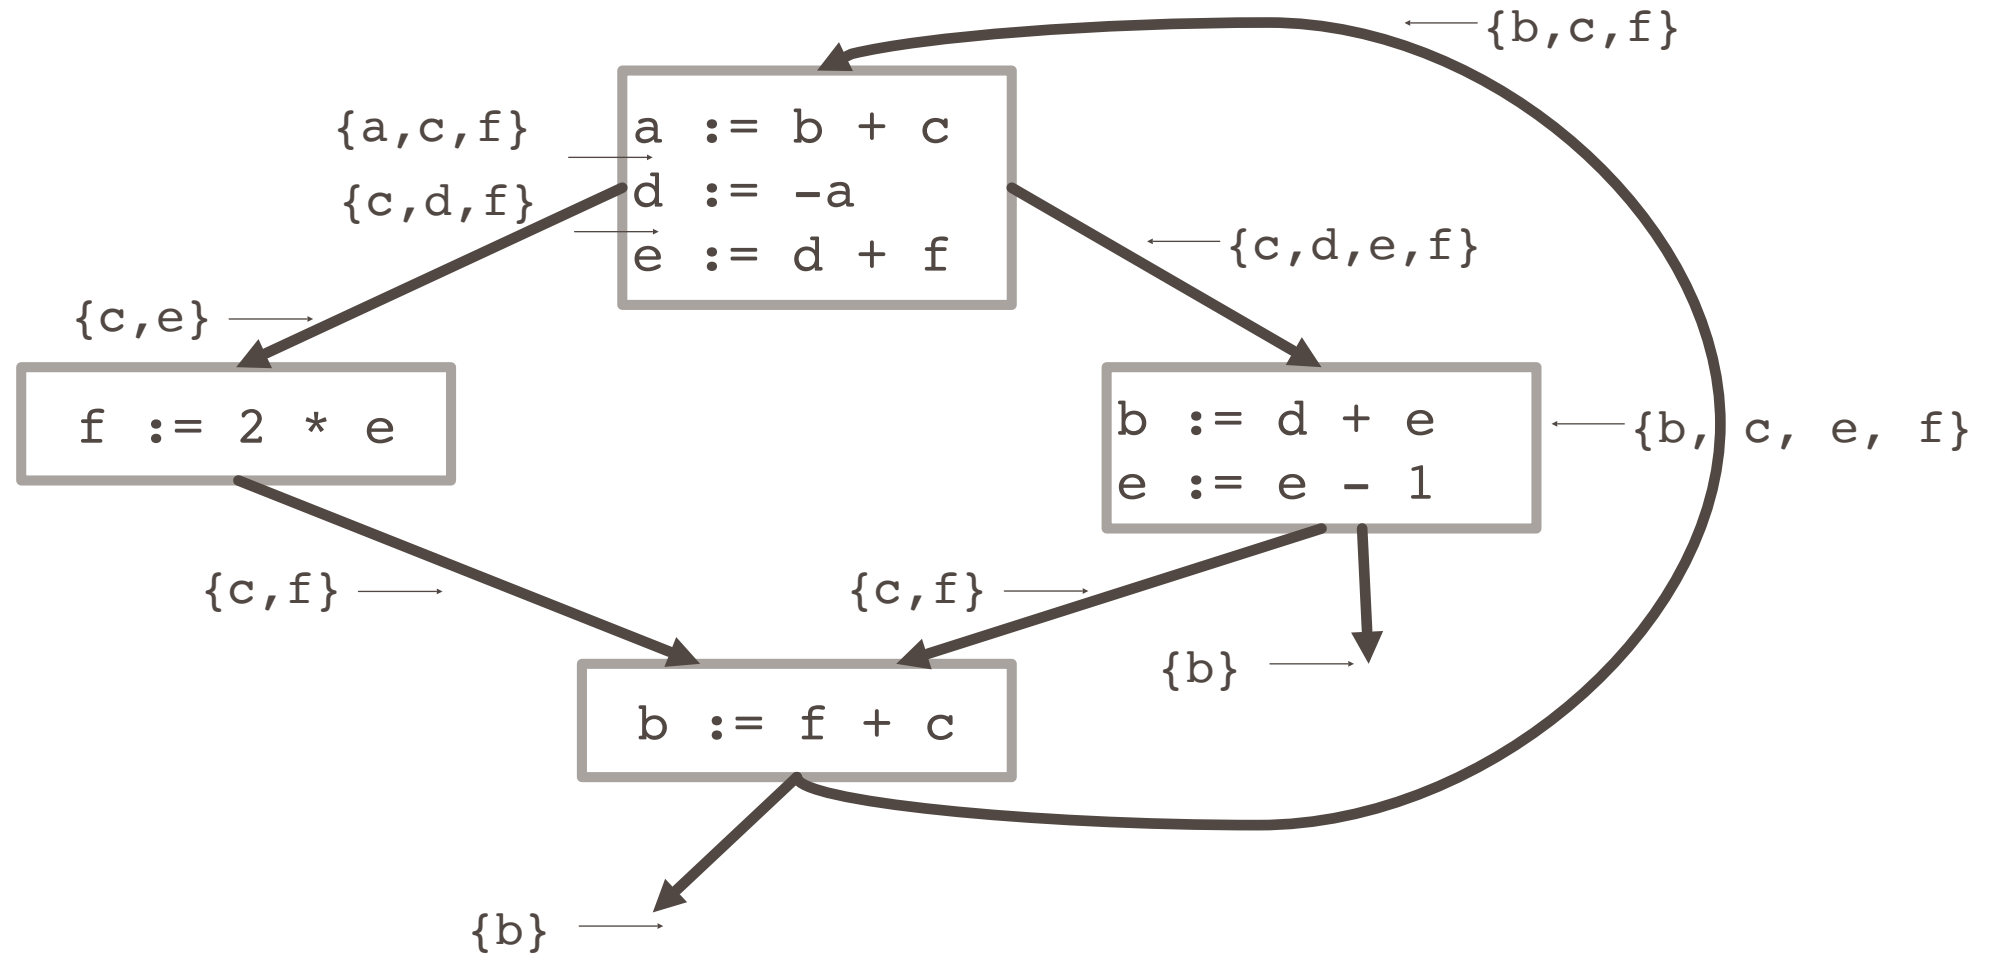 {b,c,f}
{a,c,f}
a := b + c
{c,d,f}
d := -a
e := d + f
{c,d,e,f}
{c,e}
f := 2 * e
b := d + e
e := e - 1
{b, c, e, f}
{c,f}
{c,f}
{b}
b := f + c
{b}